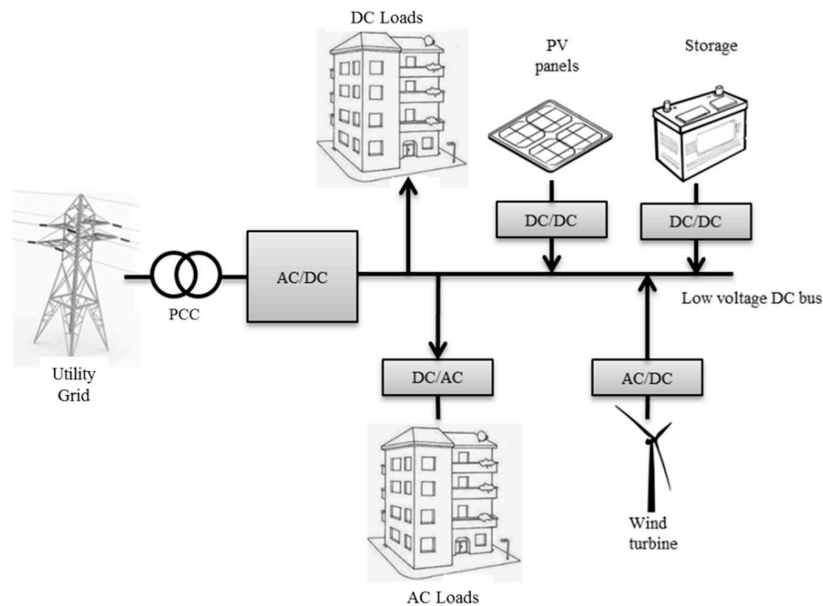 DC Loads
PV
panels
Storage
DC/DC
DC/DC
AC/DC
PCC
Low voltage DC bus
Utility
Grid
DC/AC
AC/DC
Wind
turbine
AC Loads